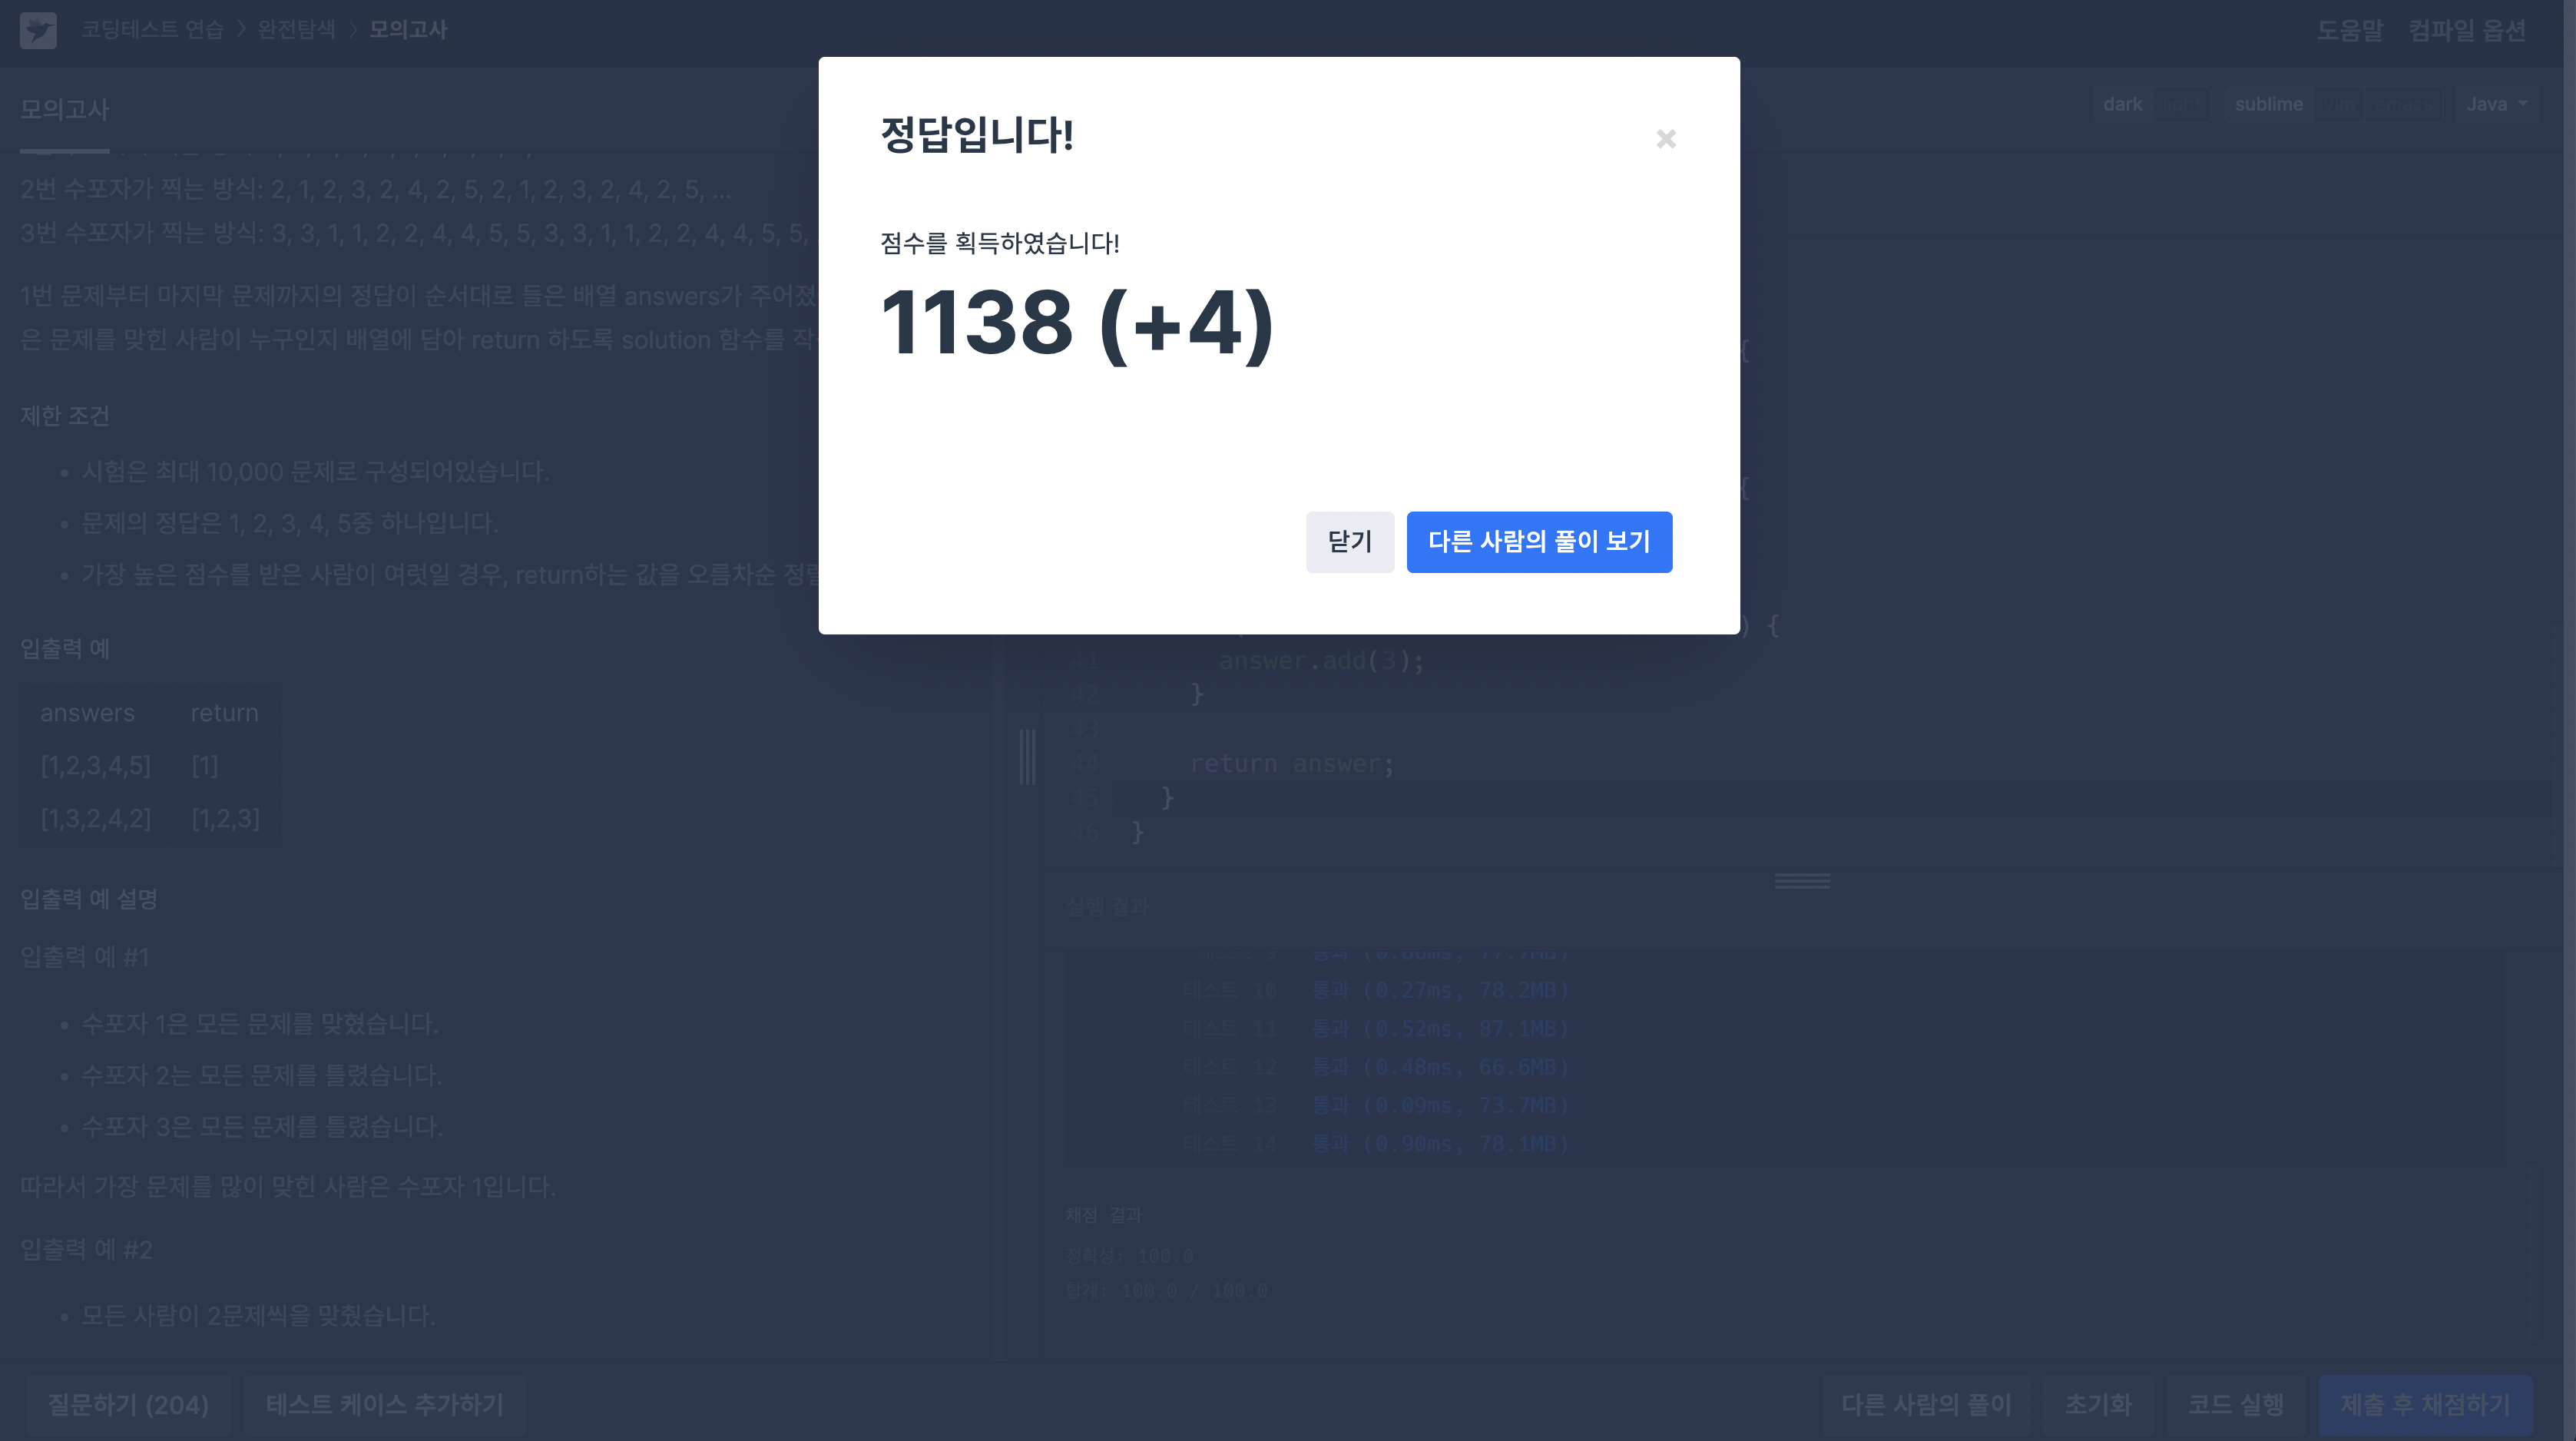 코딩테스트 연습 > 완전탐색 > 모의고사
도움말 컴파일 옵션
모의고사
dark light sublime vim emacs Java
2번 수포자가 찍는 방식: 2, 1, 2, 3, 2, 4, 2, 5, 2, 1, 2, 3, 2, 4, 2, 5, ...
3번 수포자가 찍는 방식: 3, 3, 1, 1, 2, 2, 4, 4, 5, 5, 3, 3, 1, 1, 2, 2, 4, 4, 5, 5,
1번 문제부터 마지막 문제까지의 정답이 순서대로 들은 배열 answers가 주어졌
은 문제를 맞힌 사람이 누구인지 배열에 담아 return 하도록 solution 함수를 작
제한 조건
• 시험은 최대 10,000 문제로 구성되어있습니다.
• 문제의 정답은 1, 2, 3, 4, 5중 하나입니다.
• 가장 높은 점수를 받은 사람이 여럿일 경우, return하는 값을 오름차순 정렬
입출력 예
answers return
[1,2,3,4,5] [1]
[1,3,2,4,2] [1,2,3]
입출력 예 설명
입출력 예 #1
• 수포자 1은 모든 문제를 맞혔습니다.
• 수포자 2는 모든 문제를 틀렸습니다.
• 수포자 3은 모든 문제를 틀렸습니다.
따라서 가장 문제를 많이 맞힌 사람은 수포자 1입니다.
입출력 예 #2
• 모든 사람이 2문제씩을 맞췄습니다.
정답입니다!
×
점수를 획득하였습니다!
1138 (+4)
닫기 다른 사람의 풀이 보기
{
{
) {
41 answer.add(3);
42 }
43
44 return answer;
45 }
46 }
실행 결과
테스트 9 통과 (0.86ms, 77.7MB)
테스트 10 통과 (0.27ms, 78.2MB)
테스트 11 통과 (0.52ms, 87.1MB)
테스트 12 통과 (0.48ms, 66.6MB)
테스트 13 통과 (0.09ms, 73.7MB)
테스트 14 통과 (0.90ms, 78.1MB)
채점 결과
정확성: 100.0
합계: 100.0 / 100.0
질문하기 (204) 테스트 케이스 추가하기 다른 사람의 풀이 초기화 코드 실행 제출 후 채점하기